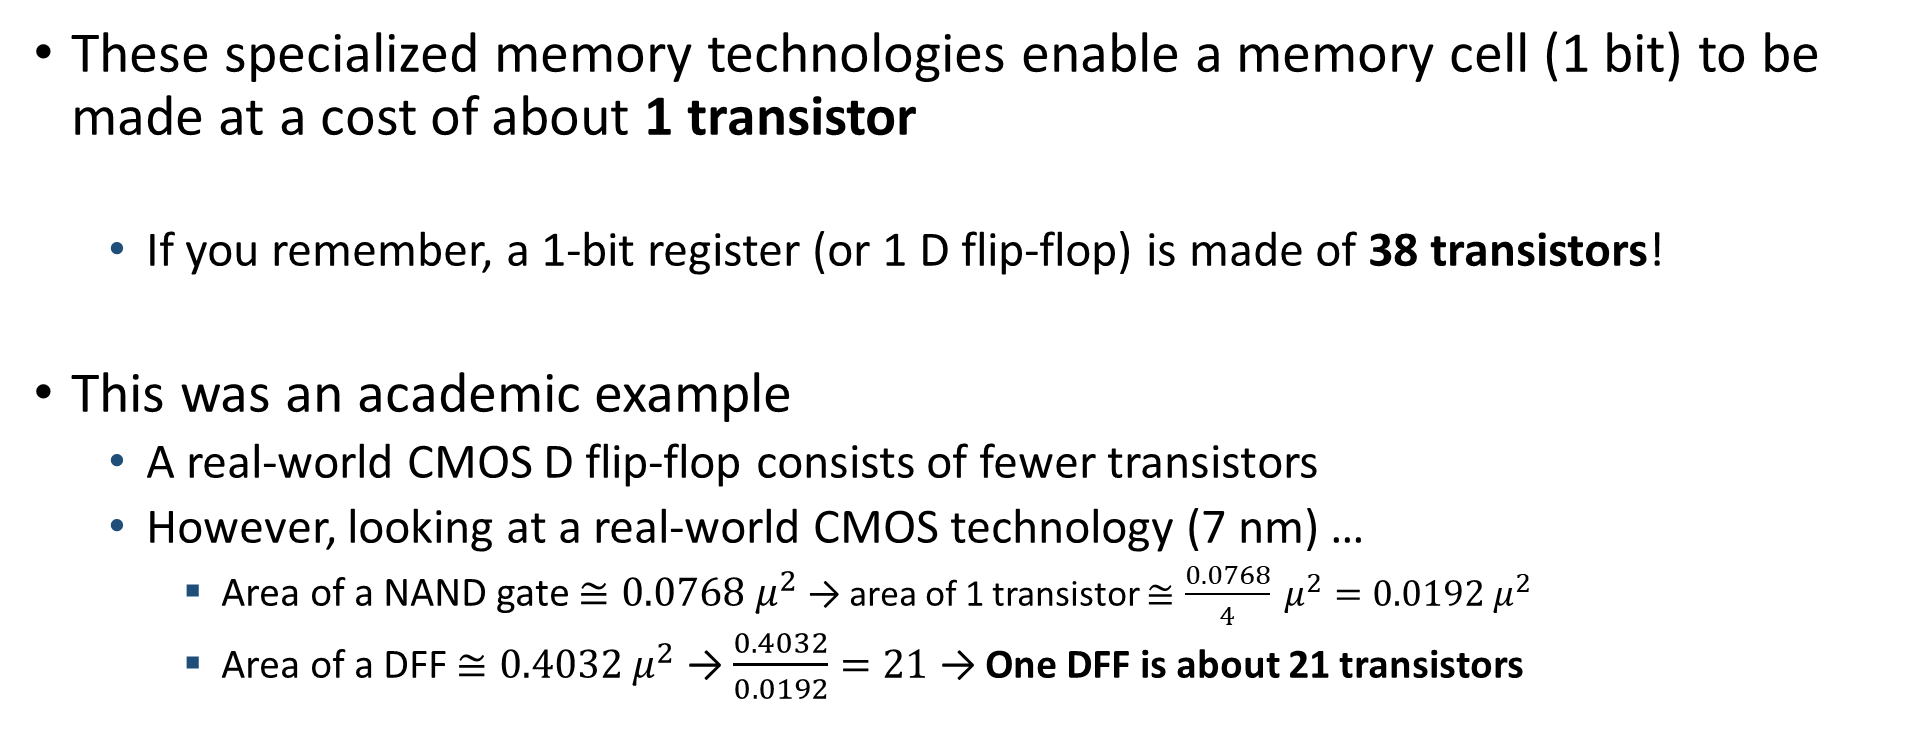 • These specialized memory technologies enable a memory cell (1 bit) to be
made at a cost of about 1 transistor
• If you remember, a 1-bit register (or 1 D flip-flop) is made of 38 transistors!
• This was an academic example
• A real-world CMOS D flip-flop consists of fewer transistors
• However, looking at a real-world CMOS technology (7 nm) …
▪ Area of a NAND gate ≅ 0.0768 μ² → area of 1 transistor ≅ 0.0768/4 μ² = 0.0192 μ²
▪ Area of a DFF ≅ 0.4032 μ² → 0.4032/0.0192 = 21 → One DFF is about 21 transistors